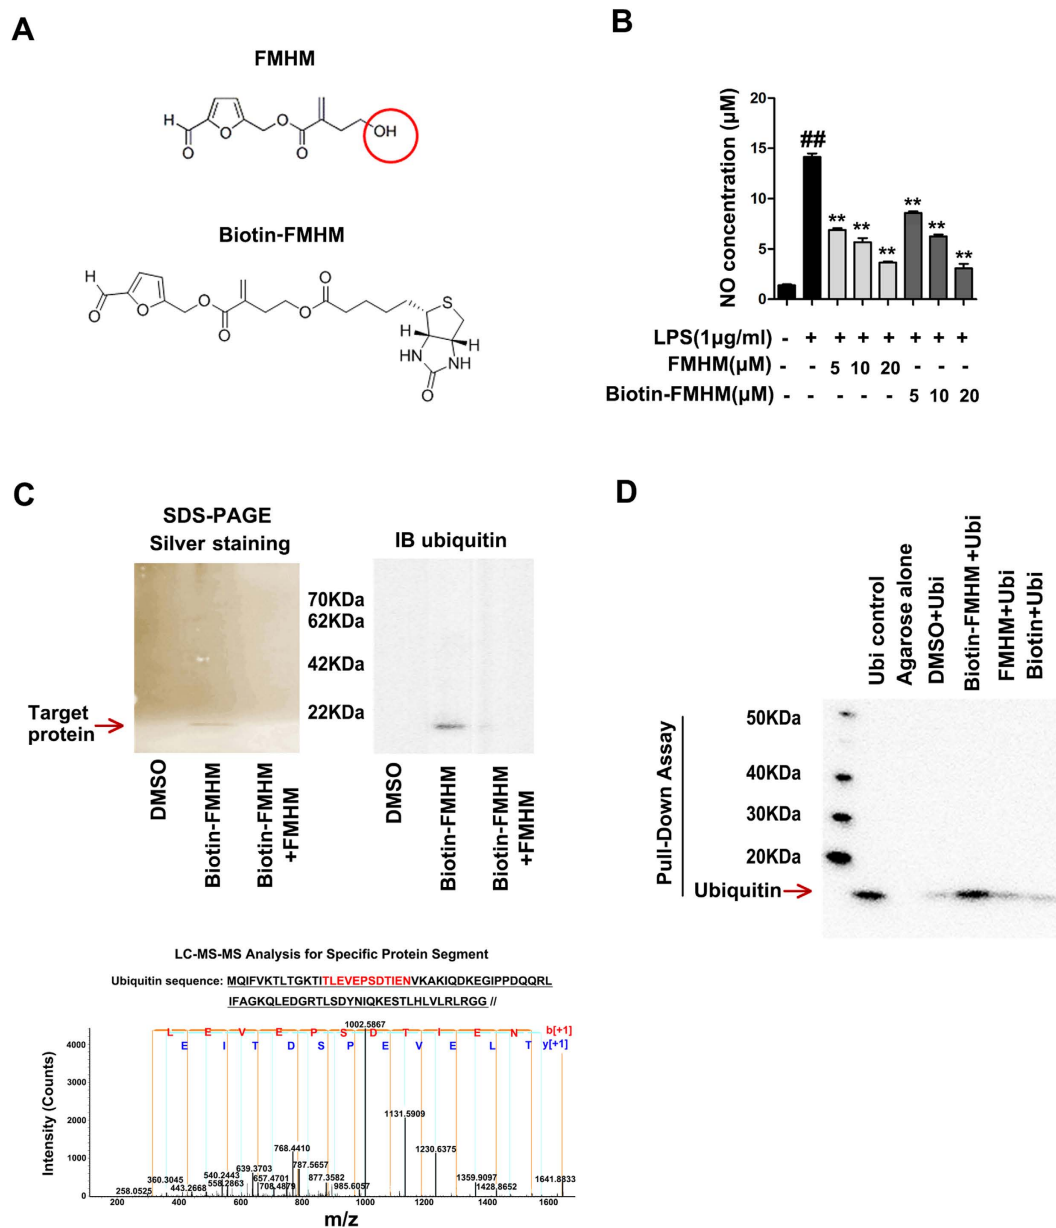 A
FMHM
H
O
O
O
O
OH
Biotin-FMHM
H
O
O
O
O
O
O
S
H
H
HN
NH
O
B
NO concentration (μM)
20
15
10
5
0
##
** ** ** ** ** **
LPS(1μg/ml) - + + + + + + +
FMHM(μM) - - 5 10 20 - - -
Biotin-FMHM(μM) - - - - - 5 10 20
C
SDS-PAGE
Silver staining
IB ubiquitin
70KDa
62KDa
42KDa
22KDa
Target
protein
DMSO
Biotin-FMHM
Biotin-FMHM
+FMHM
DMSO
Biotin-FMHM
Biotin-FMHM
+FMHM
D
Ubi control
Agarose alone
DMSO+Ubi
Biotin-FMHM+Ubi
FMHM+Ubi
Biotin+Ubi
Pull-Down Assay
50KDa
40KDa
30KDa
20KDa
Ubiquitin
LC-MS-MS Analysis for Specific Protein Segment
Ubiquitin sequence: MQIFVKTLTGKTITLEVEPSDTIENVKAKIQDKEGIPPDQQRL
IFAGKQLEDGRTLSDYNIQKESTLHLVLRLRGG //
Intensity (Counts)
4000
3000
2000
1000
0
1002.5867
L E V E P S D T I E N b[+1]
E I T D S P E V E L T y[+1]
1131.5909
1230.6375
768.4410
787.5657
639.3703
540.2443
657.4701
877.3582
360.3045
558.2863
708.4879
985.6057
443.2668
258.0525
1359.9097
1428.8652
1641.8333
200 400 600 800 1000 1200 1400 1600
m/z